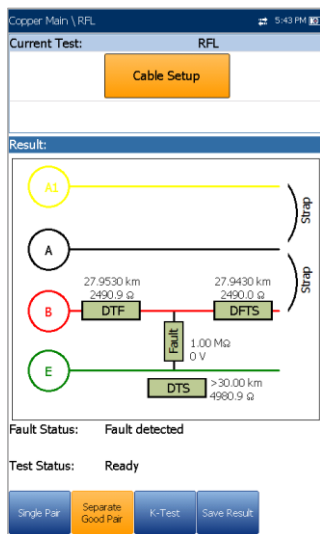 Copper Main \ RFL 5:43 PM
Current Test: RFL
Cable Setup
Result:
A1
Strap
A
Strap
27.9530 km 27.9430 km
2490.9 Ω 2490.0 Ω
B DTF DFTS
Fault
1.00 MΩ
0 V
E
DTS >30.00 km
4980.9 Ω
Fault Status: Fault detected
Test Status: Ready
Single Pair Separate Good Pair K-Test Save Result